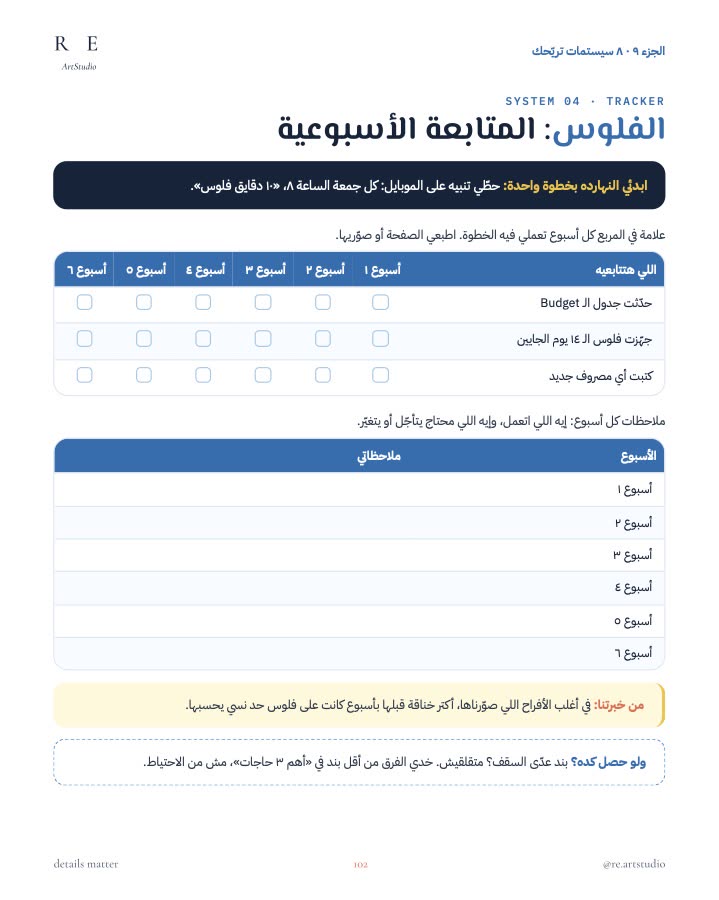 R E
ArtStudio
الجزء ٩ · ٨ سيستمات تريّحك
SYSTEM 04 · TRACKER
الفلوس: المتابعة الأسبوعية
ابدئي النهارده بخطوة واحدة: حطّي تنبيه على الموبايل: كل جمعة الساعة ٨، «١٠ دقايق فلوس».
علامة في المربع كل أسبوع تعملي فيه الخطوة. اطبعي الصفحة أو صوّريها.
اللي هتتابعيه أسبوع ١ أسبوع ٢ أسبوع ٣ أسبوع ٤ أسبوع ٥ أسبوع ٦
حدّثت جدول الـ Budget
جهّزت فلوس الـ ١٤ يوم الجايين
كتبت أي مصروف جديد
ملاحظات كل أسبوع: إيه اللي اتعمل، وإيه اللي محتاج يتأجّل أو يتغيّر.
الأسبوع ملاحظاتي
أسبوع ١
أسبوع ٢
أسبوع ٣
أسبوع ٤
أسبوع ٥
أسبوع ٦
من خبرتنا: في أغلب الأفراح اللي صوّرناها، أكتر خناقة قبلها بأسبوع كانت على فلوس حد نسي يحسبها.
ولو حصل كده؟ بند عدّى السقف؟ متقلقيش. خدي الفرق من أقل بند في «أهم ٣ حاجات»، مش من الاحتياط.
details matter
102
@re.artstudio